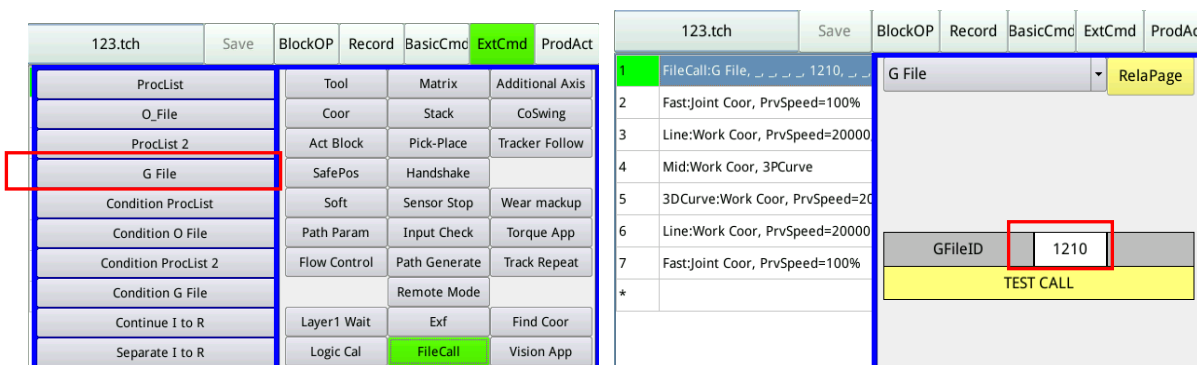 123.tch Save BlockOP Record BasicCmd ExtCmd ProdAct
ProcList Tool Matrix Additional Axis
O_File Coor Stack CoSwing
ProcList 2 Act Block Pick-Place Tracker Follow
G File SafePos Handshake
Condition ProcList Soft Sensor Stop Wear mackup
Condition O File Path Param Input Check Torque App
Condition ProcList 2 Flow Control Path Generate Track Repeat
Condition G File Remote Mode
Continue I to R Layer1 Wait Exf Find Coor
Separate I to R Logic Cal FileCall Vision App
123.tch Save BlockOP Record BasicCmd ExtCmd ProdAc
1 FileCall:G File, _, _, _, _, 1210, _, _,
2 Fast:Joint Coor, PrvSpeed=100%
3 Line:Work Coor, PrvSpeed=20000,
4 Mid:Work Coor, 3PCurve
5 3DCurve:Work Coor, PrvSpeed=20
6 Line:Work Coor, PrvSpeed=20000
7 Fast:Joint Coor, PrvSpeed=100%
*
G File RelaPage
GFileID 1210
TEST CALL